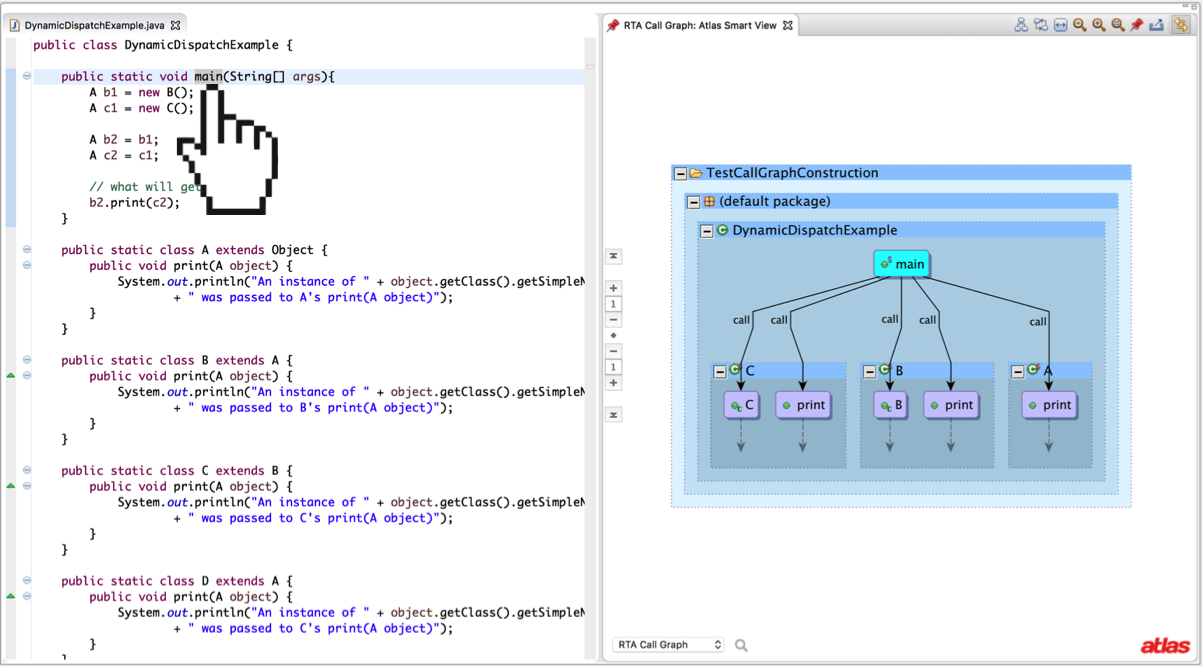 DynamicDispatchExample.java
public class DynamicDispatchExample {
public static void main(String[] args){
A b1 = new B();
A c1 = new C();
A b2 = b1;
A c2 = c1;
// what will get
b2.print(c2);
}
public static class A extends Object {
public void print(A object) {
System.out.println("An instance of " + object.getClass().getSimpleN
+ " was passed to A's print(A object)");
}
}
public static class B extends A {
public void print(A object) {
System.out.println("An instance of " + object.getClass().getSimpleN
+ " was passed to B's print(A object)");
}
}
public static class C extends B {
public void print(A object) {
System.out.println("An instance of " + object.getClass().getSimpleN
+ " was passed to C's print(A object)");
}
}
public static class D extends A {
public void print(A object) {
System.out.println("An instance of " + object.getClass().getSimpleN
+ " was passed to C's print(A object)");
}
RTA Call Graph: Atlas Smart View
TestCallGraphConstruction
(default package)
DynamicDispatchExample
main
call call call call call
C B A
C print B print print
1
1
RTA Call Graph
atlas